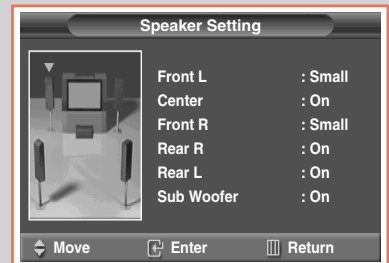 Speaker Setting
Front L : Small
Center : On
Front R : Small
Rear R : On
Rear L : On
Sub Woofer : On
Move Enter Return